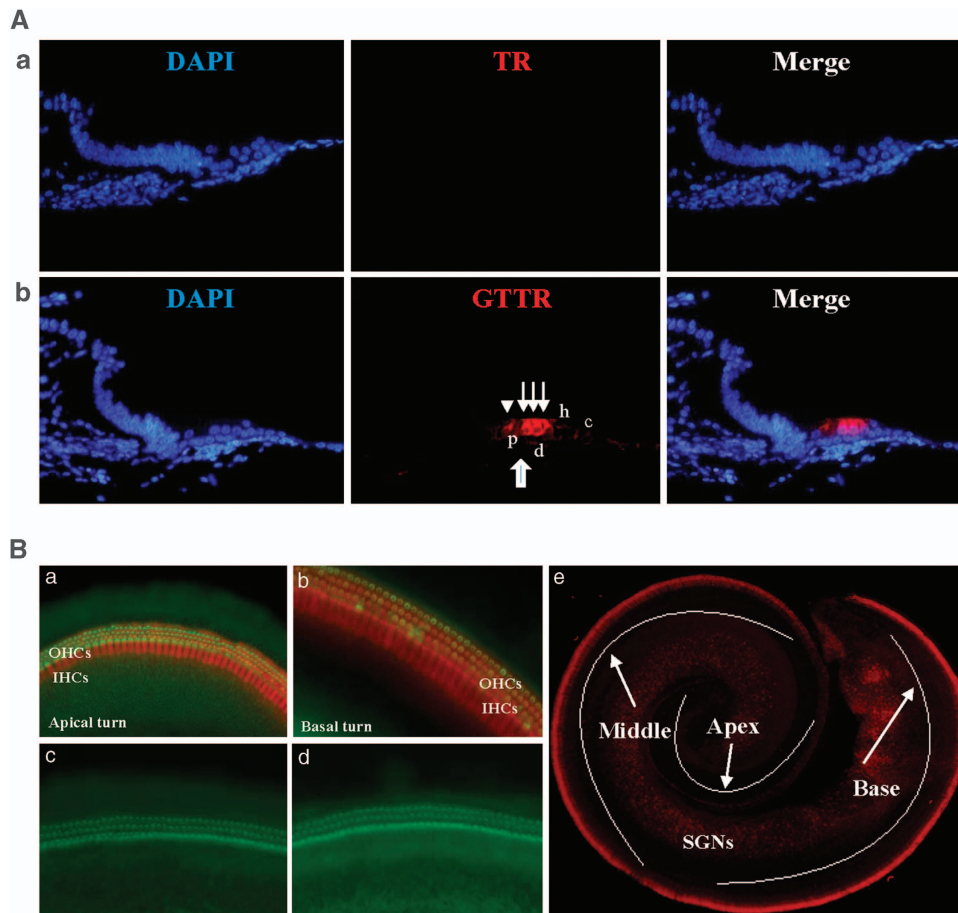 A
a
DAPI
TR
Merge
b
DAPI
GTTR
Merge
h
c
p
d
B
a
OHCs
IHCs
Apical turn
b
OHCs
IHCs
Basal turn
c
d
e
Middle
Apex
Base
SGNs